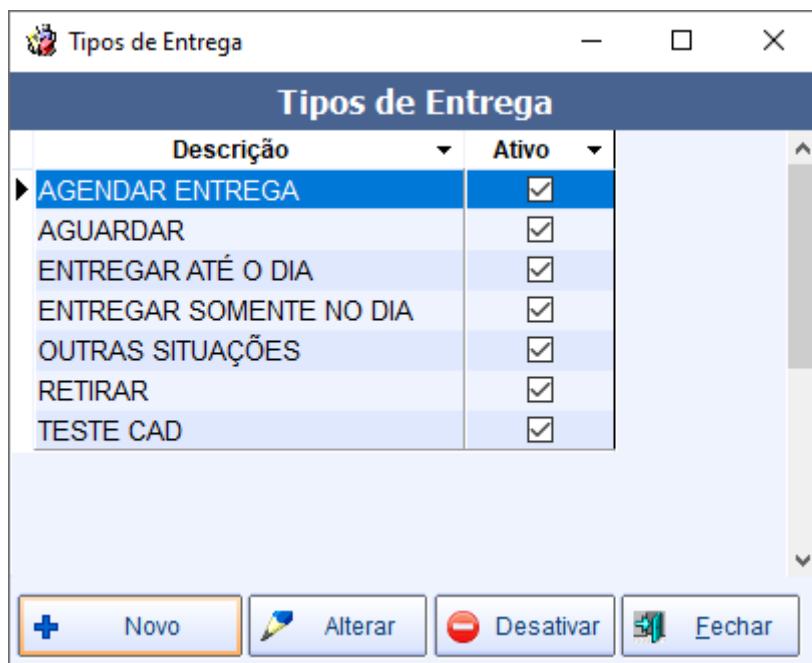 Tipos de Entrega
Tipos de Entrega
Descrição Ativo
AGENDAR ENTREGA
AGUARDAR
ENTREGAR ATÉ O DIA
ENTREGAR SOMENTE NO DIA
OUTRAS SITUAÇÕES
RETIRAR
TESTE CAD
Novo Alterar Desativar Fechar